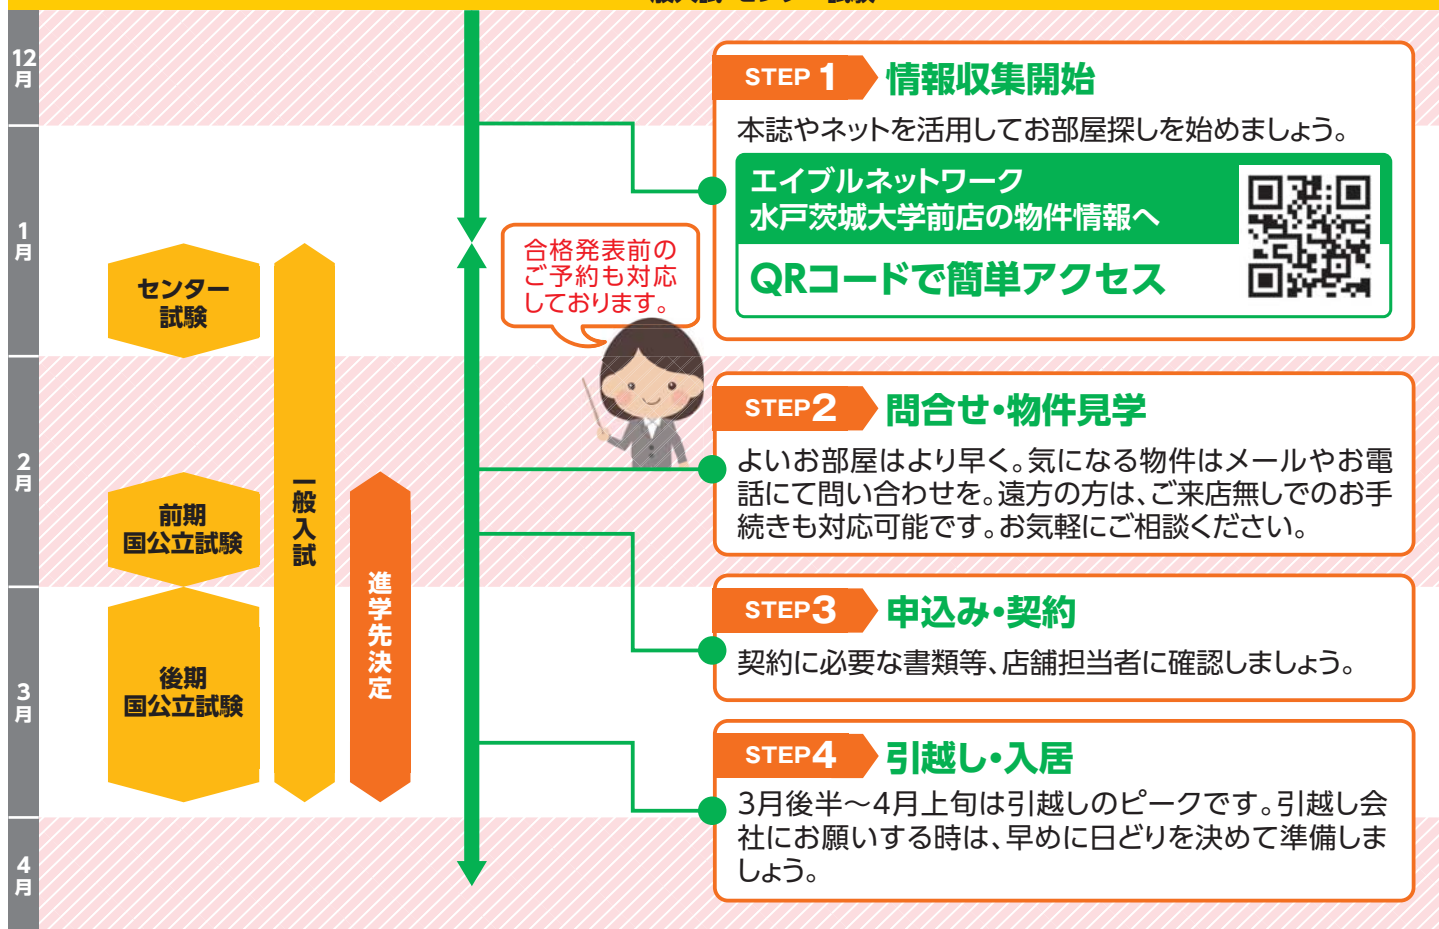 12月
1月
2月
3月
4月
センター
試験
前期
国公立試験
後期
国公立試験
一般入試
進学先決定
合格発表前の
ご予約も対応
しております。
STEP 1 情報収集開始
本誌やネットを活用してお部屋探しを始めましょう。
エイブルネットワーク
水戸茨城大学前店の物件情報へ
QRコードで簡単アクセス
STEP2 問合せ・物件見学
よいお部屋はより早く。気になる物件はメールやお電
話にて問い合わせを。遠方の方は、ご来店無しでのお手
続きも対応可能です。お気軽にご相談ください。
STEP3 申込み・契約
契約に必要な書類等、店舗担当者に確認しましょう。
STEP4 引越し・入居
3月後半～4月上旬は引越しのピークです。引越し会
社にお願いする時は、早めに日どりを決めて準備しま
しょう。